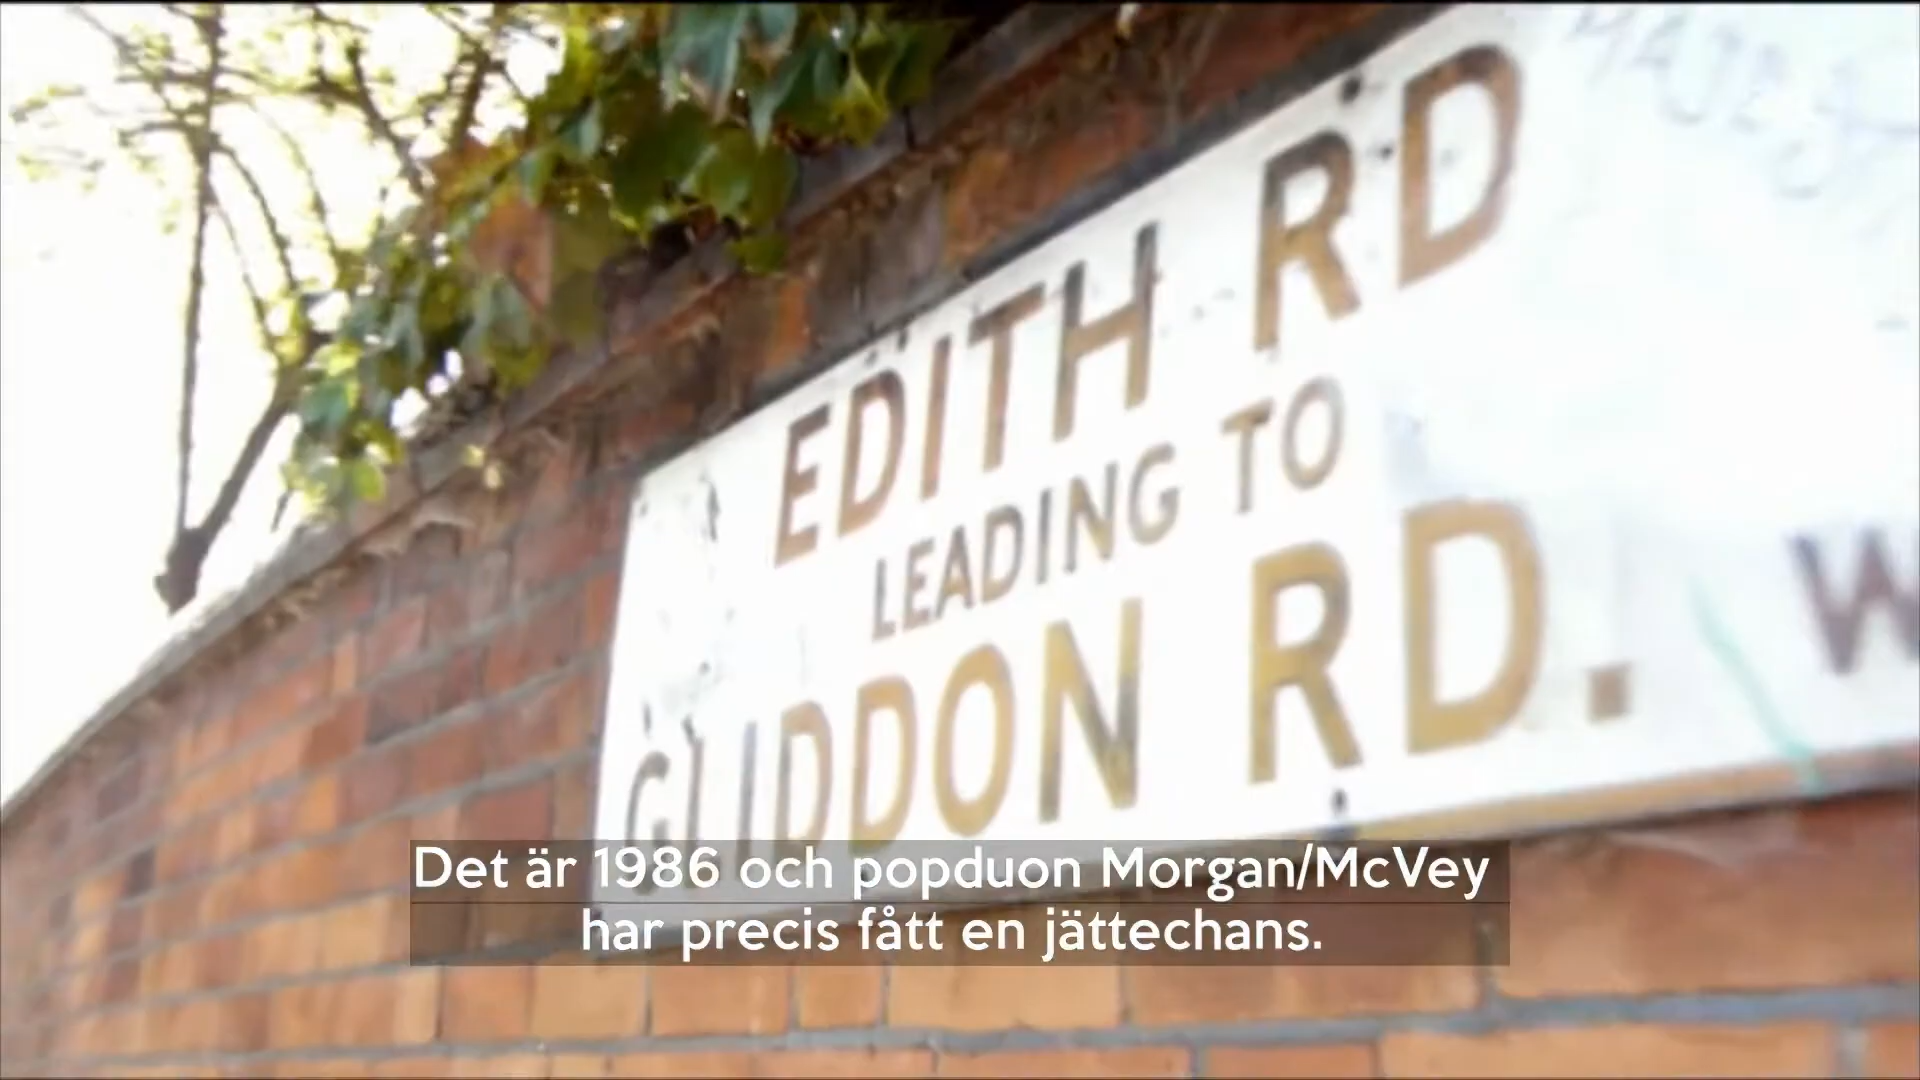 EDITH RD
LEADING TO
GLIDDON RD.
W
Det är 1986 och popduon Morgan/McVey
har precis fått en jättechans.